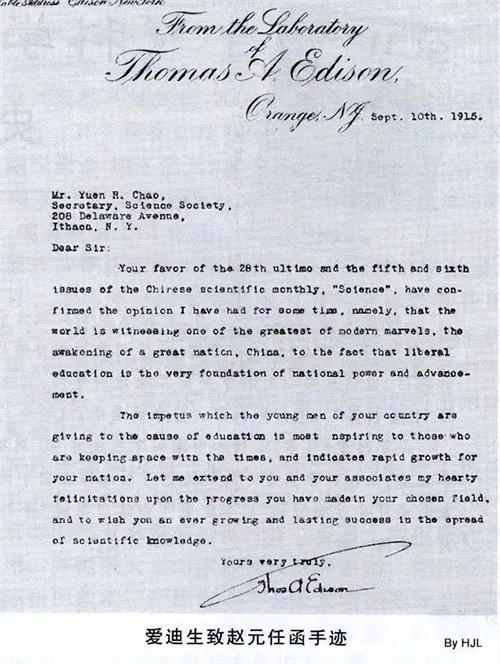 Cable Address "Edison NewYork"
From the Laboratory
of
Thomas A. Edison,
Orange, N.J. Sept. 10th. 1915.
Mr. Yuen R. Chao,
Secretary, Science Society,
208 Delaware Avenue,
Ithaca, N. Y.
Dear Sir:
Your favor of the 28th ultimo and the fifth and sixth
issues of the Chinese scientific monthly, "Science", have con-
firmed the opinion I have had for some time, namely, that the
world is witnessing one of the greatest of modern marvels, the
awakening of a great nation, China, to the fact that liberal
education is the very foundation of national power and advance-
ment.
The impetus which the young men of your country are
giving to the cause of education is most nspiring to those who
are keeping apace with the times, and indicates rapid growth for
your nation. Let me extend to you and your associates my hearty
felicitations upon the progress you have madein your chosen field,
and to wish you an ever growing and lasting success in the spread
of scientific knowledge.
Yours very truly,
Thos A Edison
爱迪生致赵元任函手迹
By HJL